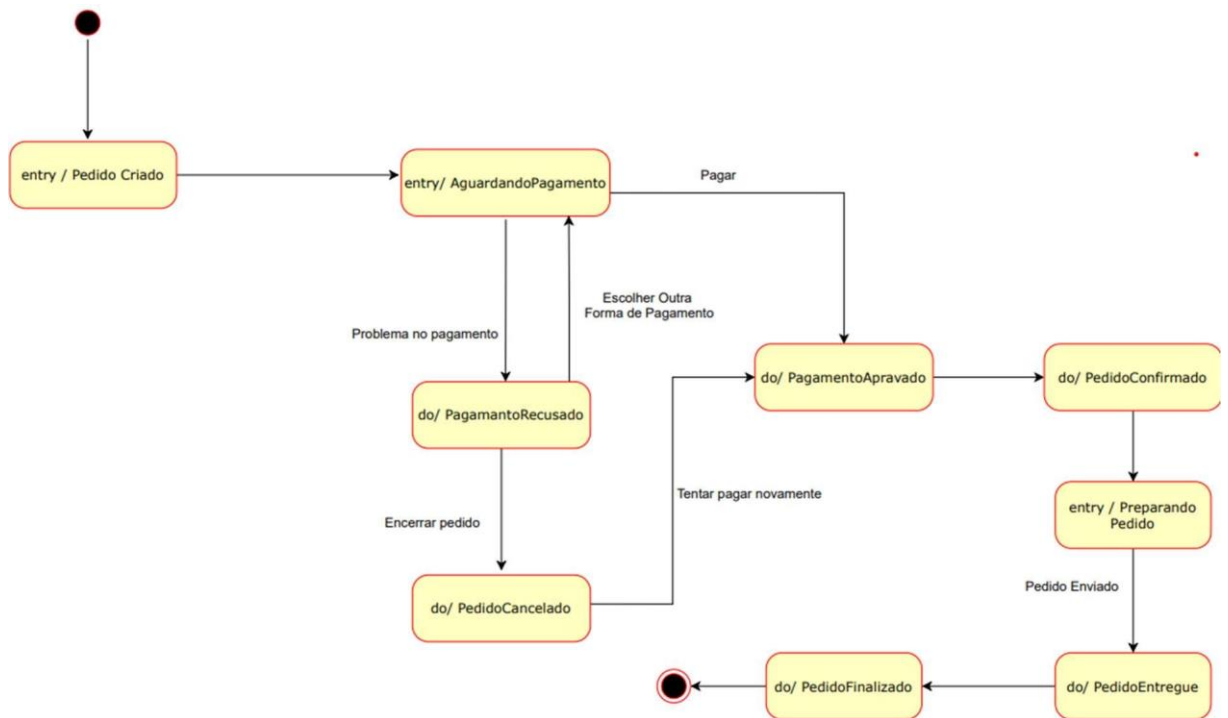 entry / Pedido Criado
entry/ AguardandoPagamento
Pagar
Escolher Outra
Forma de Pagamento
Problema no pagamento
do/ PagamentoApravado
do/ PedidoConfirmado
do/ PagamantoRecusado
Tentar pagar novamente
entry / Preparando
Pedido
Encerrar pedido
Pedido Enviado
do/ PedidoCancelado
do/ PedidoFinalizado
do/ PedidoEntregue